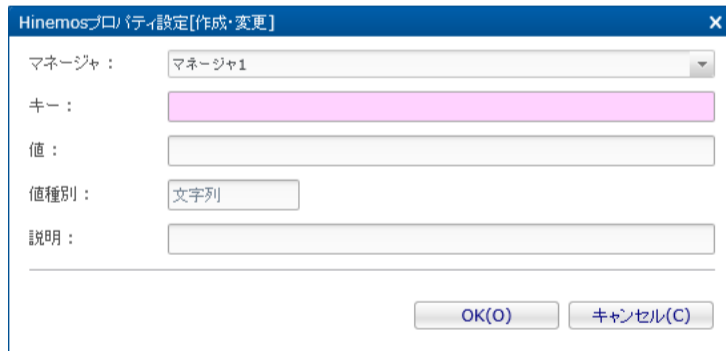 Hinemosプロパティ設定[作成・変更]
マネージャ：
マネージャ1
キー：
値：
値種別：
文字列
説明：
OK(O)
キャンセル(C)